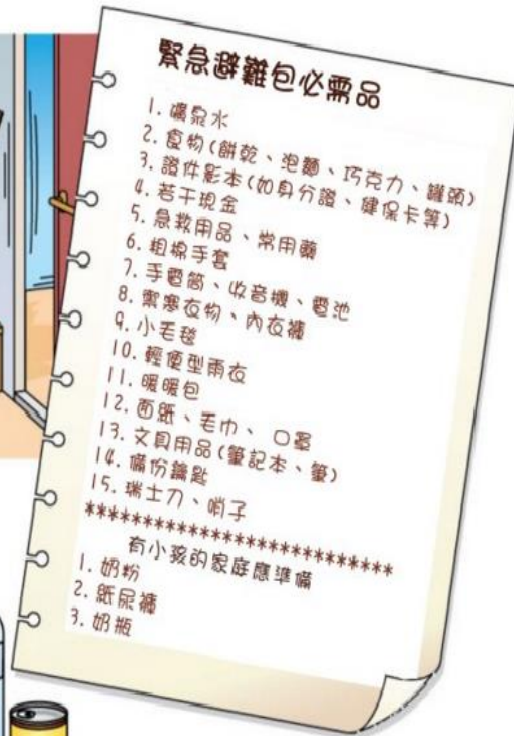 緊急避難包必需品
1. 礦泉水
2. 食物(餅乾、泡麵、巧克力、罐頭)
3. 證件影本(如身分證、健保卡等)
4. 若干現金
5. 急救用品、常用藥
6. 粗棉手套
7. 手電筒、收音機、電池
8. 禦寒衣物、內衣褲
9. 小毛毯
10. 輕便型雨衣
11. 暖暖包
12. 面紙、毛巾、口罩
13. 文具用品(筆記本、筆)
14. 備份鑰匙
15. 瑞士刀、哨子
***************************
有小孩的家庭應準備
1. 奶粉
2. 紙尿褲
3. 奶瓶